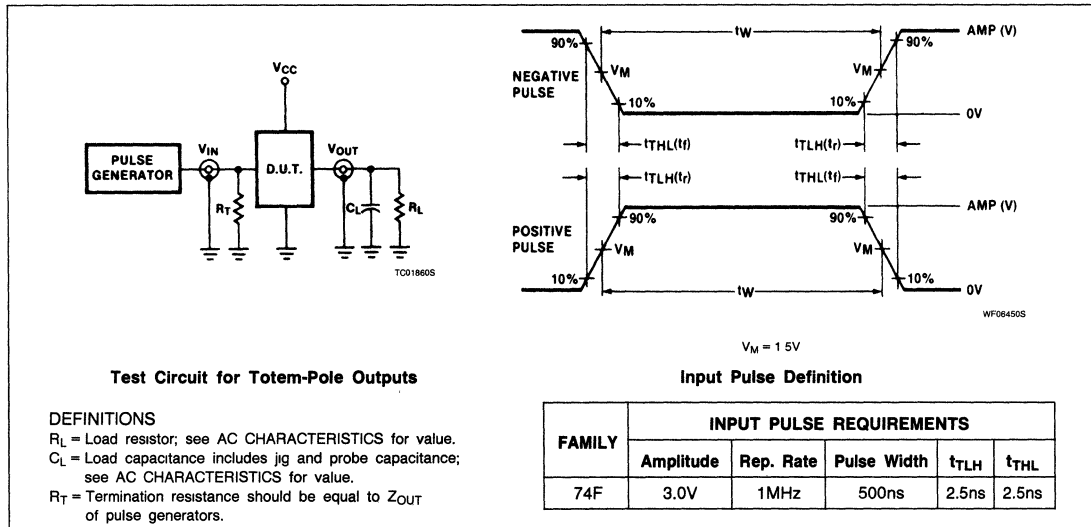 VCC
PULSE GENERATOR
VIN
D.U.T.
VOUT
RT
CL
RL
TC01860S
Test Circuit for Totem-Pole Outputs
DEFINITIONS
RL = Load resistor; see AC CHARACTERISTICS for value.
CL = Load capacitance includes jig and probe capacitance;
see AC CHARACTERISTICS for value.
RT = Termination resistance should be equal to ZOUT
of pulse generators.
tW
AMP (V)
90%
90%
NEGATIVE PULSE
VM
VM
10%
10%
0V
tTHL(tf)
tTLH(tr)
tTLH(tr)
tTHL(tf)
AMP (V)
90%
90%
POSITIVE PULSE
VM
VM
10%
10%
tW
0V
WF06450S
VM = 1 5V
Input Pulse Definition
FAMILY
INPUT PULSE REQUIREMENTS
Amplitude Rep. Rate Pulse Width tTLH tTHL
74F 3.0V 1MHz 500ns 2.5ns 2.5ns